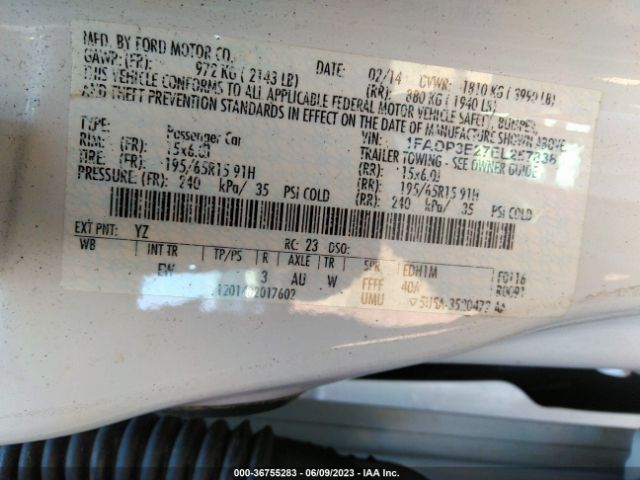 MFD. BY FORD MOTOR CO.
DATE: 02/14 GVWR: 1810 KG ( 3990 LB)
GAWR: (FR): 972 KG ( 2143 LB) (RR): 880 KG ( 1940 LB)
THIS VEHICLE CONFORMS TO ALL APPLICABLE FEDERAL MOTOR VEHICLE SAFETY, BUMPER,
AND THEFT PREVENTION STANDARDS IN EFFECT ON THE DATE OF MANUFACTURE SHOWN ABOVE.
VIN:
TYPE: Passenger Car TRAILER TOWING - SEE OWNER GUIDE
RIM: (FR): 15x6.0J (RR): 15x6.0J
TIRE: (FR): 195/65R15 91H (RR): 195/65R15 91H
PRESSURE: (FR): 240 kPa/ 35 PSI COLD (RR): 240 kPa/ 35 PSI COLD
EXT PNT: YZ RC: 23 DSO:
WB INT TR TP/PS R AXLE TR SPR EDH1M F0116
EW 3 AU W FFFF 40A
UMU
000-36755283 - 06/09/2023 - IAA Inc.